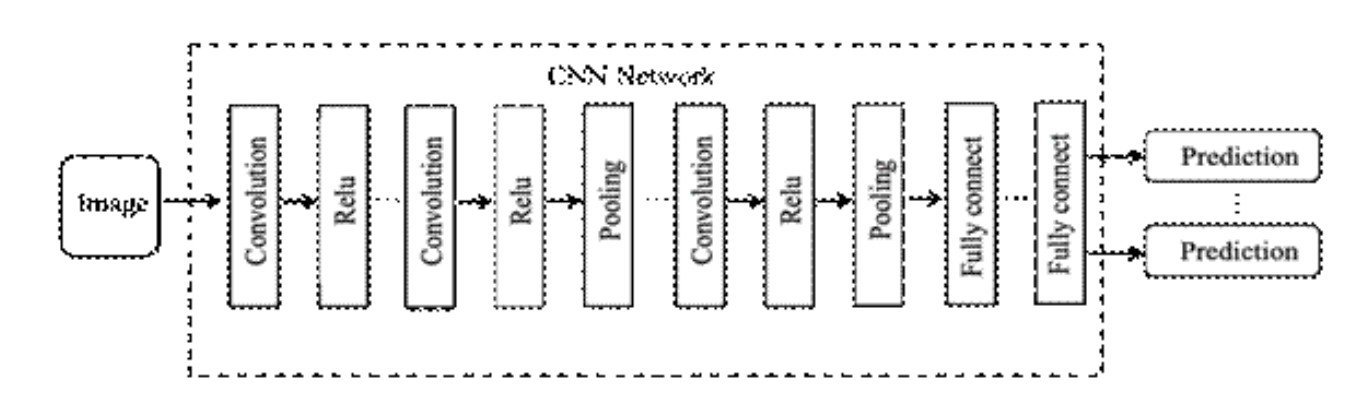 CNN Network
Image
Convolution
Relu
Convolution
Relu
Pooling
Convolution
Relu
Pooling
Fully connect
Fully connect
Prediction
Prediction